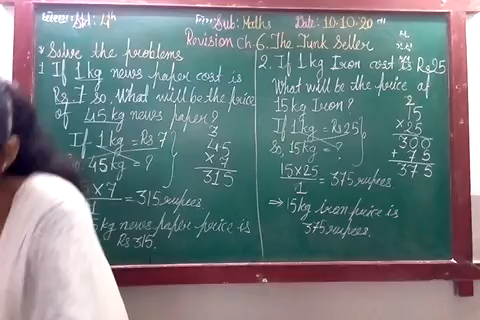 Std: 4th Sub: Maths Date: 10.10.20
Revision Ch-6. The Junk Seller
* Solve the problems
1 If 1 kg news paper cost is
Rs. 7 so, What will be the price
of 45 kg news paper?
If 1 kg = Rs 7
45 kg = ?
3
45
× 7
315
× 7
= 315 rupees
kg news paper price is
Rs 315.
2. If 1 kg Iron cost is Rs 25
What will be the price of
15 kg Iron?
If 1 kg = Rs 25
So, 15 kg = ?
2
15
× 25
300
+ 75
375
15 × 25
1
= 375 rupees.
⇒ 15 kg iron price is
375 rupees.